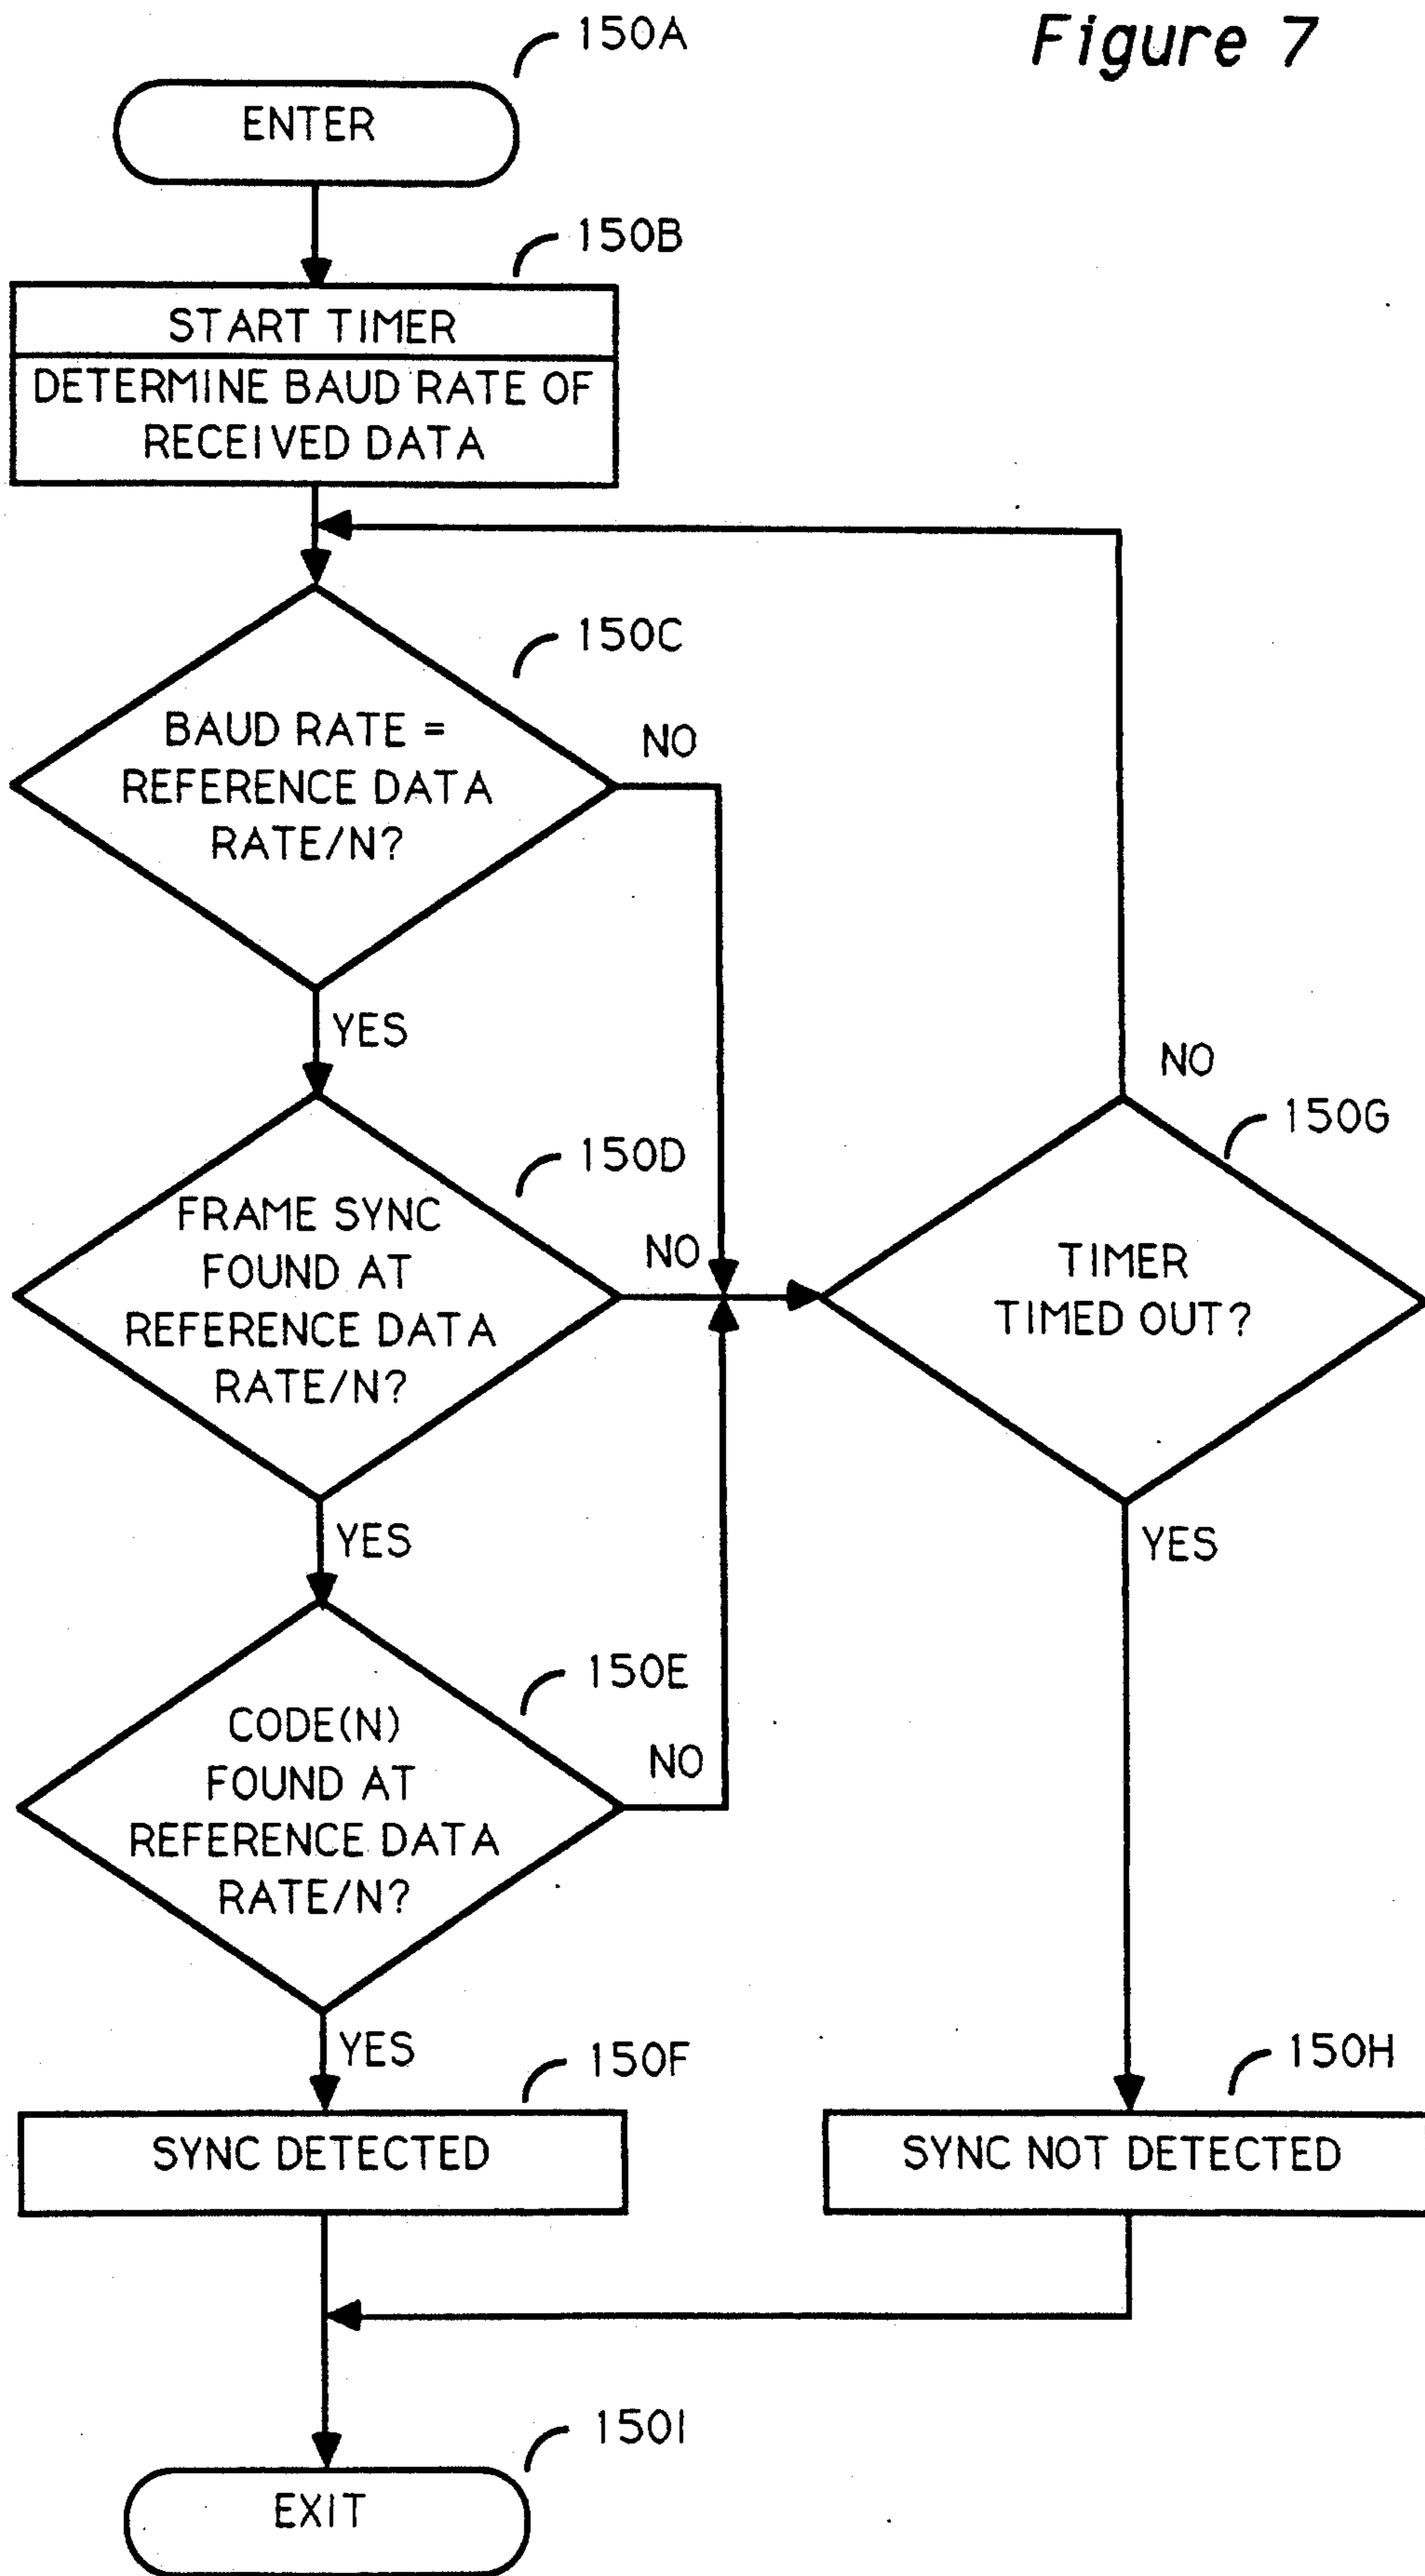 Figure 7
150A
ENTER
150B
START TIMER
DETERMINE BAUD RATE OF
RECEIVED DATA
150C
BAUD RATE =
REFERENCE DATA
RATE/N?
NO
YES
NO
150G
150D
FRAME SYNC
FOUND AT
REFERENCE DATA
RATE/N?
NO
TIMER
TIMED OUT?
YES
YES
150E
CODE(N)
FOUND AT
REFERENCE DATA
RATE/N?
NO
YES
150F
150H
SYNC DETECTED
SYNC NOT DETECTED
150I
EXIT